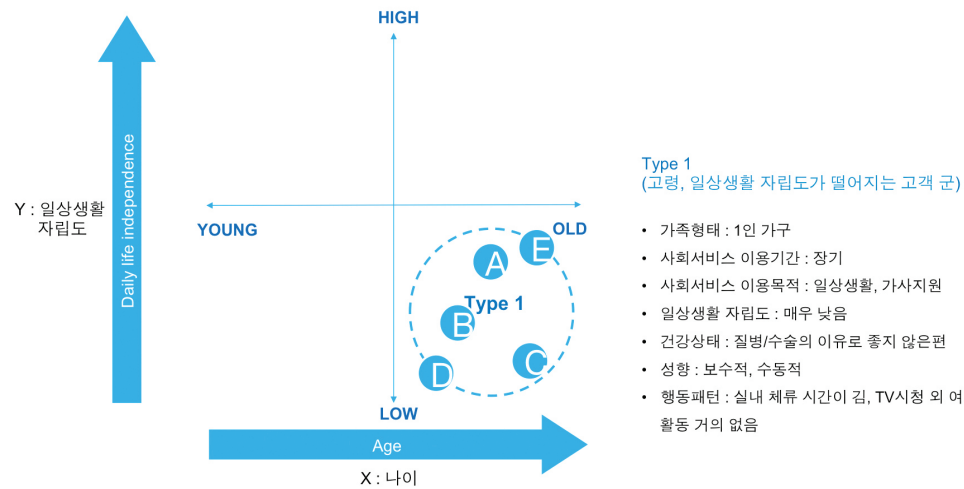 HIGH
Daily life independence
Y : 일상생활
자립도
YOUNG
OLD
E
A
Type 1
B
C
D
LOW
Age
X : 나이
Type 1
(고령, 일상생활 자립도가 떨어지는 고객 군)
• 가족형태 : 1인 가구
• 사회서비스 이용기간 : 장기
• 사회서비스 이용목적 : 일상생활, 가사지원
• 일상생활 자립도 : 매우 낮음
• 건강상태 : 질병/수술의 이유로 좋지 않은편
• 성향 : 보수적, 수동적
• 행동패턴 : 실내 체류 시간이 김, TV시청 외 여
활동 거의 없음